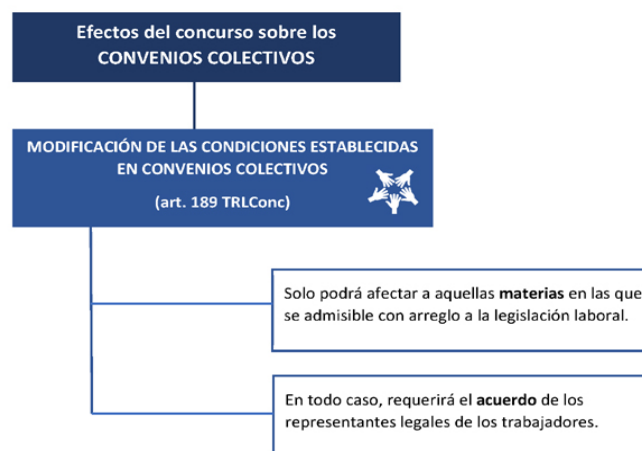 Efectos del concurso sobre los
CONVENIOS COLECTIVOS
MODIFICACIÓN DE LAS CONDICIONES ESTABLECIDAS
EN CONVENIOS COLECTIVOS
(art. 189 TRLConc)
Solo podrá afectar a aquellas materias en las que
se admisible con arreglo a la legislación laboral.
En todo caso, requerirá el acuerdo de los
representantes legales de los trabajadores.